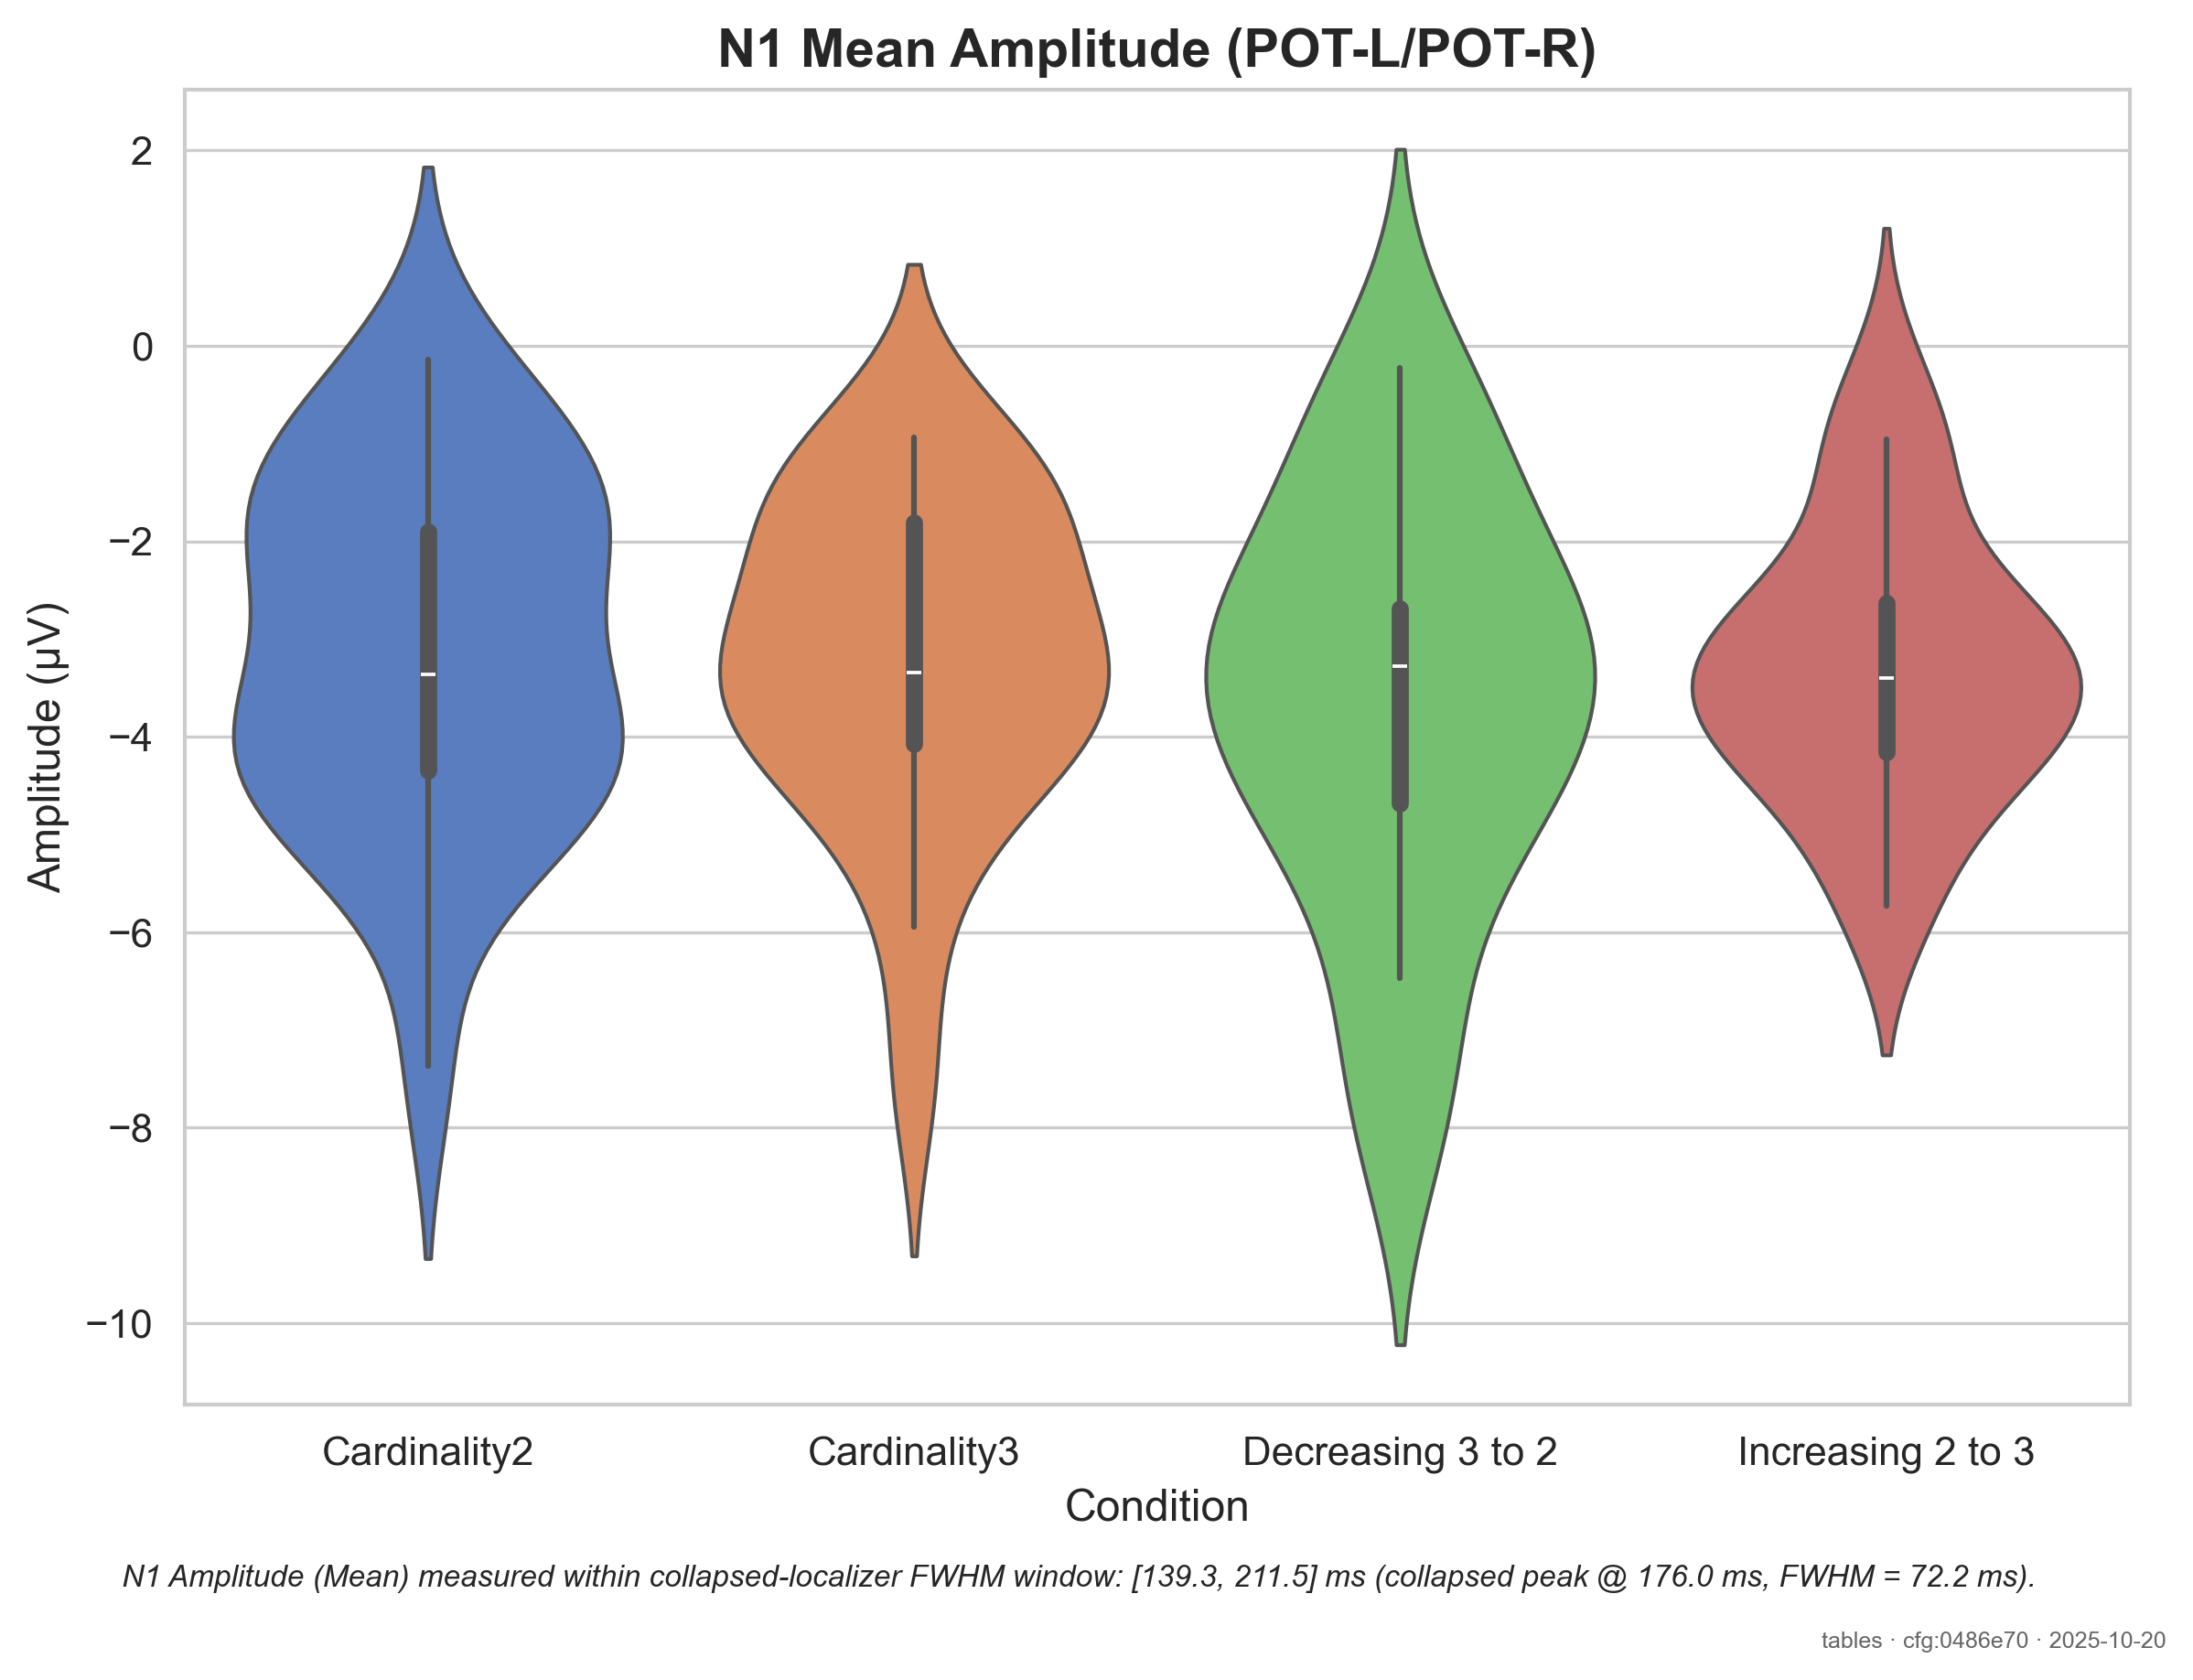 N1 Mean Amplitude (POT-L/POT-R)
Amplitude (µV)
2
0
−2
−4
−6
−8
−10
Cardinality2
Cardinality3
Decreasing 3 to 2
Increasing 2 to 3
Condition
N1 Amplitude (Mean) measured within collapsed-localizer FWHM window: [139.3, 211.5] ms (collapsed peak @ 176.0 ms, FWHM = 72.2 ms).
tables · cfg:0486e70 · 2025-10-20